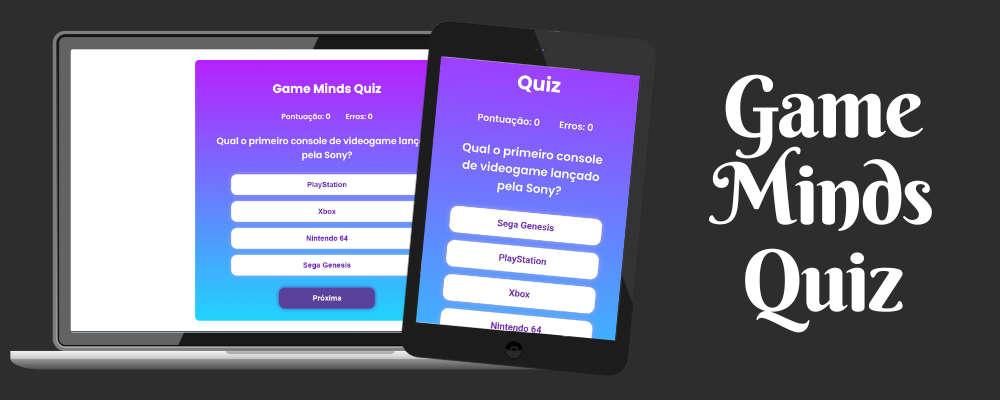 Game Minds Quiz
Pontuação: 0 Erros: 0
Qual o primeiro console de videogame
pela Sony?
PlayStation
Xbox
Nintendo 64
Sega Genesis
Próxima
Quiz
Pontuação: 0 Erros: 0
Qual o primeiro console
de videogame lançado
pela Sony?
Sega Genesis
PlayStation
Xbox
Nintendo 64
Game
Minds
Quiz